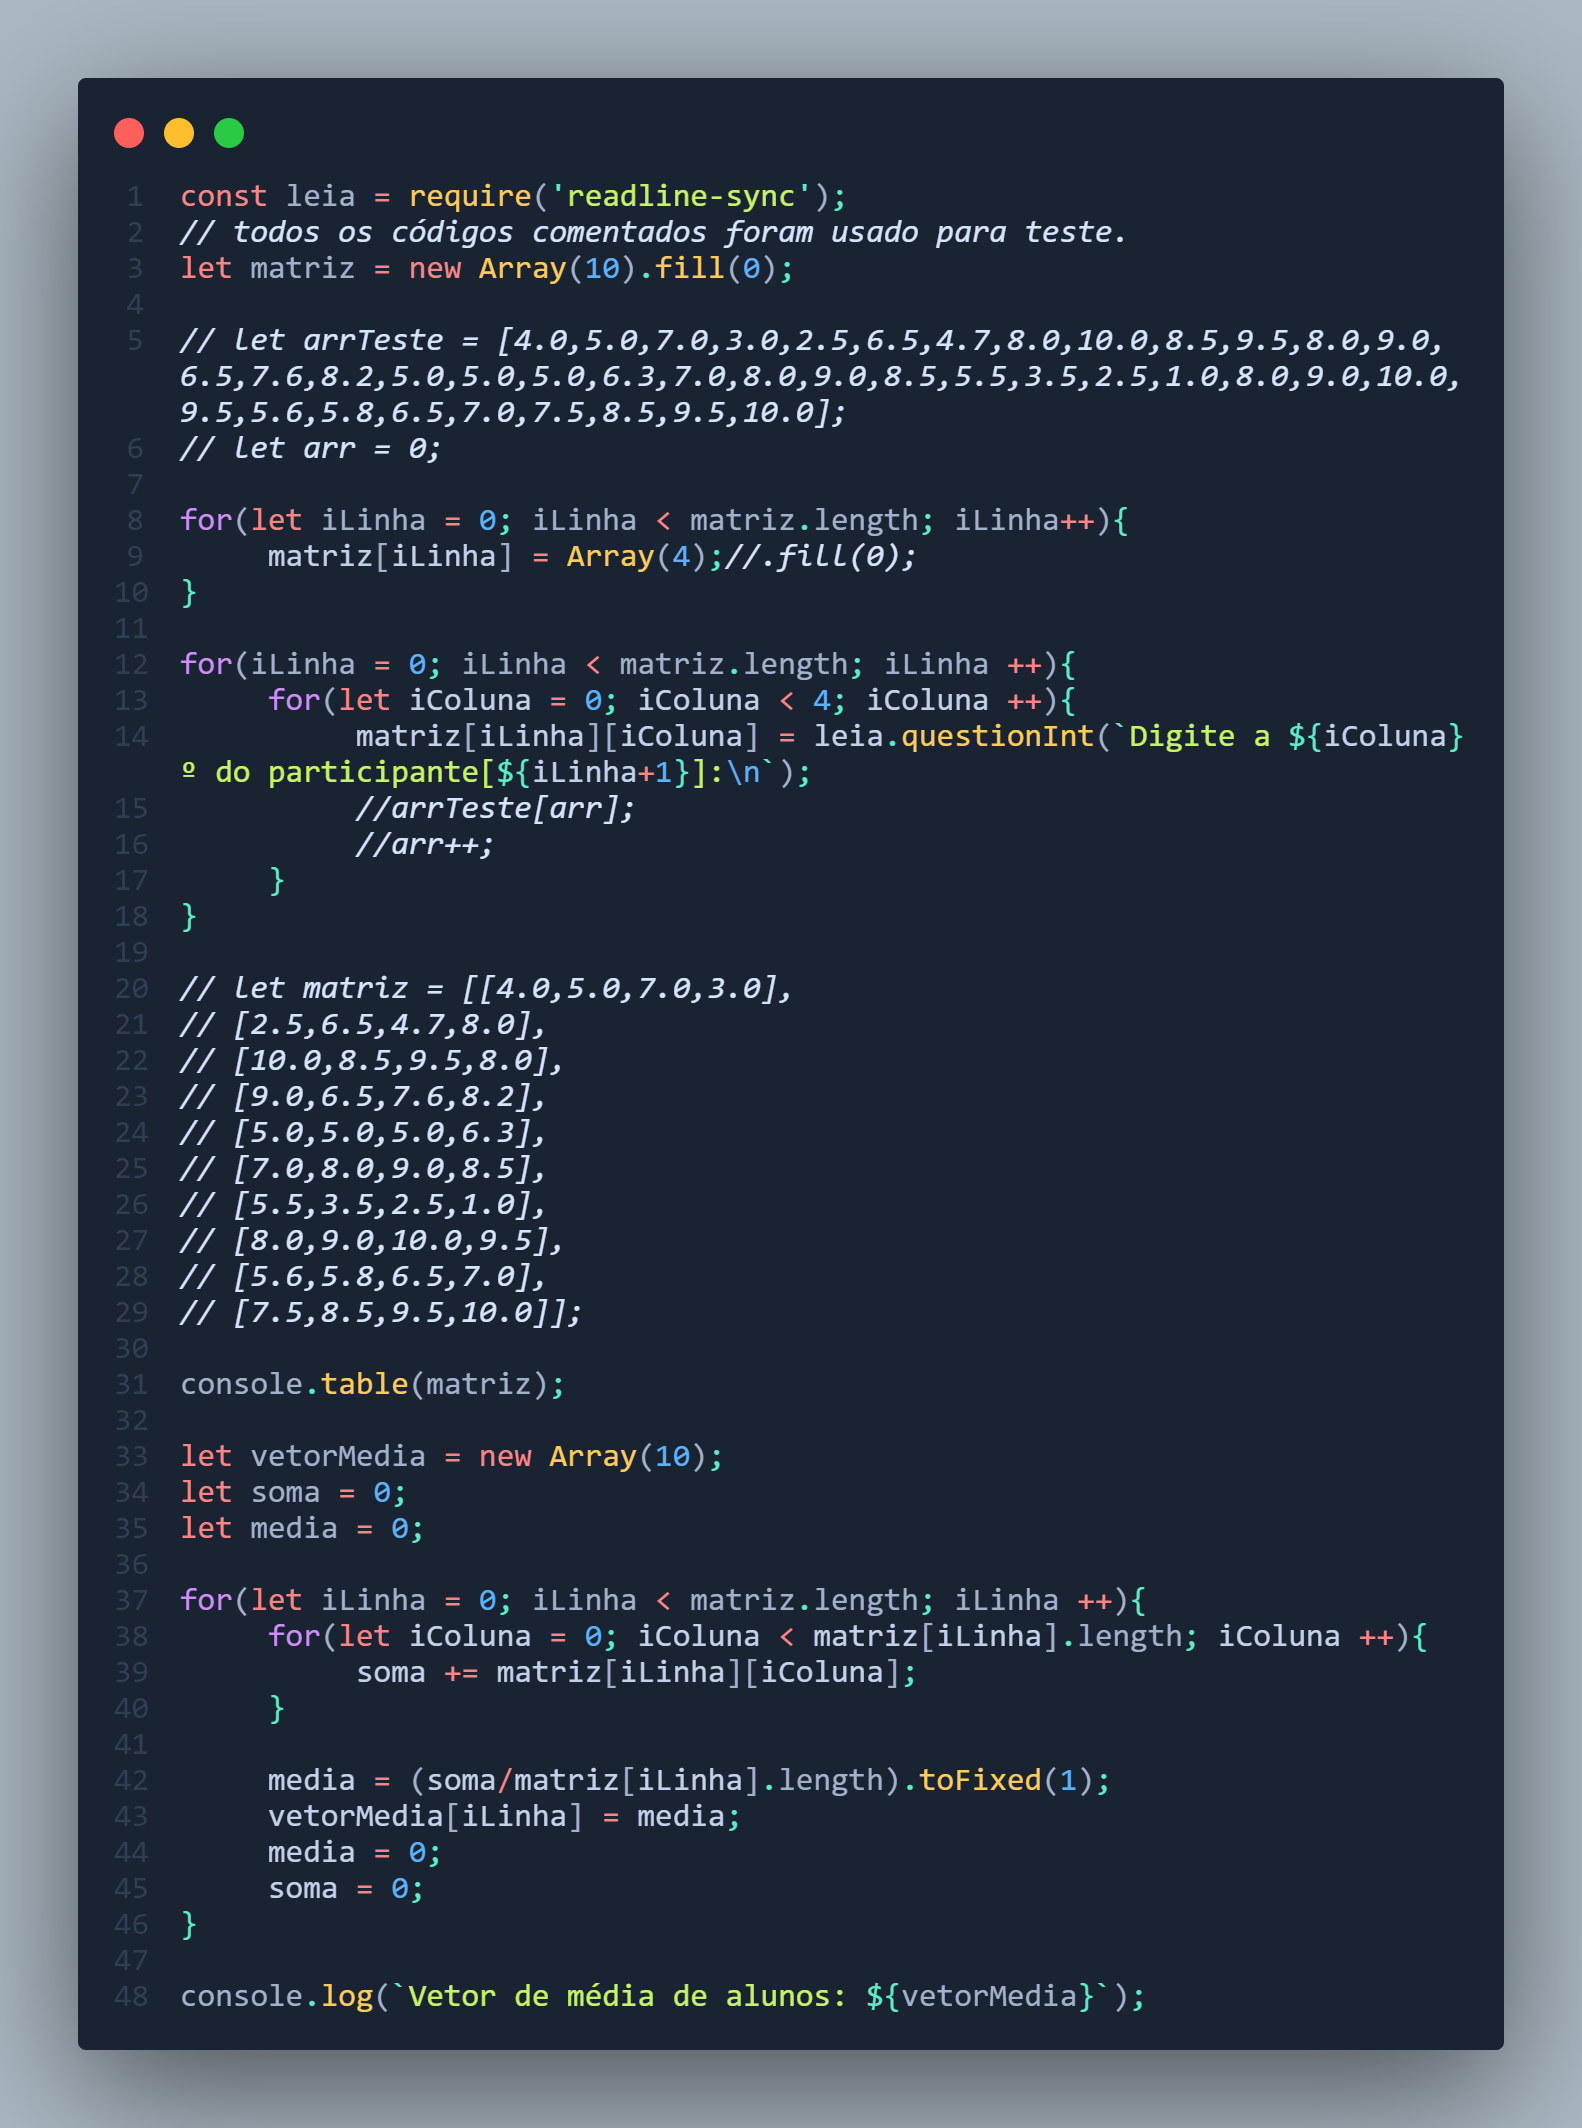 1 const leia = require('readline-sync');
2 // todos os códigos comentados foram usado para teste.
3 let matriz = new Array(10).fill(0);
4
5 // let arrTeste = [4.0,5.0,7.0,3.0,2.5,6.5,4.7,8.0,10.0,8.5,9.5,8.0,9.0,
6.5,7.6,8.2,5.0,5.0,5.0,6.3,7.0,8.0,9.0,8.5,5.5,3.5,2.5,1.0,8.0,9.0,10.0,
9.5,5.6,5.8,6.5,7.0,7.5,8.5,9.5,10.0];
6 // let arr = 0;
7
8 for(let iLinha = 0; iLinha < matriz.length; iLinha++){
9      matriz[iLinha] = Array(4);//.fill(0);
10 }
11
12 for(iLinha = 0; iLinha < matriz.length; iLinha ++){
13      for(let iColuna = 0; iColuna < 4; iColuna ++){
14           matriz[iLinha][iColuna] = leia.questionInt(`Digite a ${iColuna}
º do participante[${iLinha+1}]:\n`);
15           //arrTeste[arr];
16           //arr++;
17      }
18 }
19
20 // let matriz = [[4.0,5.0,7.0,3.0],
21 // [2.5,6.5,4.7,8.0],
22 // [10.0,8.5,9.5,8.0],
23 // [9.0,6.5,7.6,8.2],
24 // [5.0,5.0,5.0,6.3],
25 // [7.0,8.0,9.0,8.5],
26 // [5.5,3.5,2.5,1.0],
27 // [8.0,9.0,10.0,9.5],
28 // [5.6,5.8,6.5,7.0],
29 // [7.5,8.5,9.5,10.0]];
30
31 console.table(matriz);
32
33 let vetorMedia = new Array(10);
34 let soma = 0;
35 let media = 0;
36
37 for(let iLinha = 0; iLinha < matriz.length; iLinha ++){
38      for(let iColuna = 0; iColuna < matriz[iLinha].length; iColuna ++){
39           soma += matriz[iLinha][iColuna];
40      }
41
42      media = (soma/matriz[iLinha].length).toFixed(1);
43      vetorMedia[iLinha] = media;
44      media = 0;
45      soma = 0;
46 }
47
48 console.log(`Vetor de média de alunos: ${vetorMedia}`);